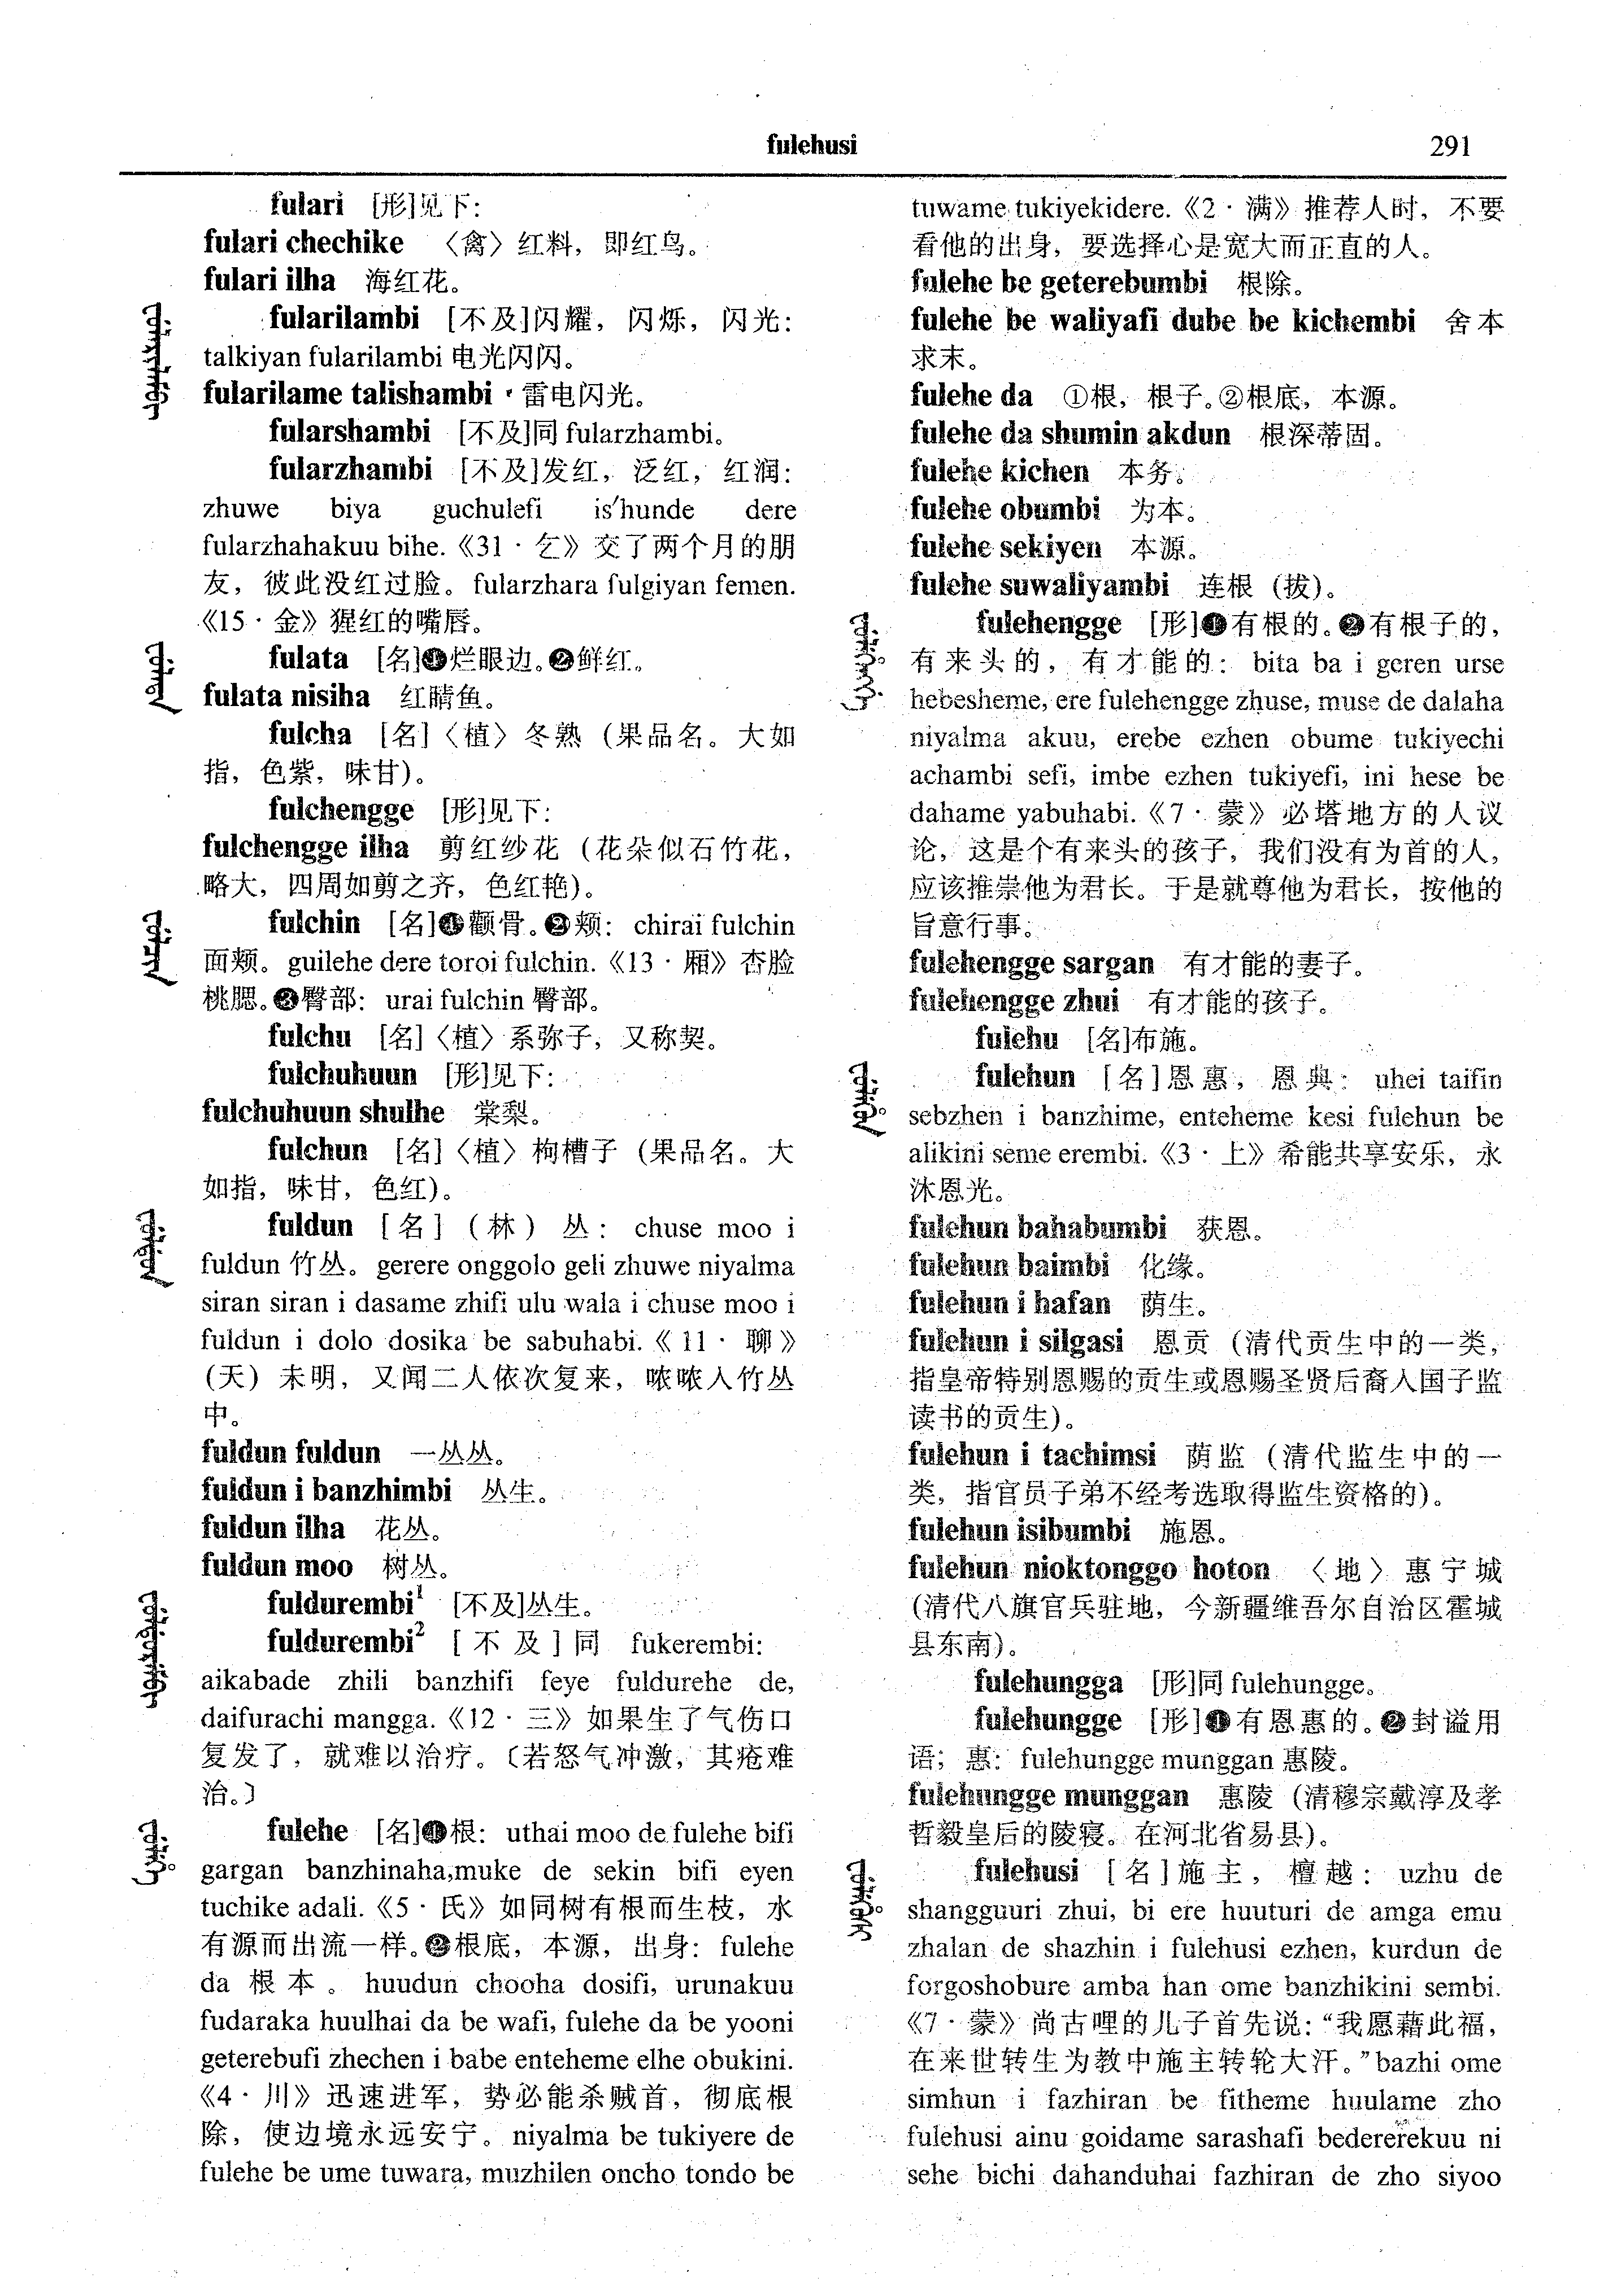 fulehusi
291
fulari [形]见下:
fulari chechike 〈禽〉红料，即红鸟。
fulari ilha 海红花。
fularilambi [不及]闪耀，闪烁，闪光:
talkiyan fularilambi 电光闪闪。
fularilame talishambi · 雷电闪光。
fularshambi [不及]同 fularzhambi。
fularzhambi [不及]发红，泛红，红润:
zhuwe biya guchulefi is'hunde dere
fularzhahakuu bihe.《31 · 乞》交了两个月的朋
友，彼此没红过脸。fularzhara fulgiyan femen.
《15 · 金》猩红的嘴唇。
fulata [名]❶烂眼边。❷鲜红。
fulata nisiha 红睛鱼。
fulcha [名]〈植〉冬熟（果品名。大如
指，色紫，味甘）。
fulchengge [形]见下:
fulchengge ilha 剪红纱花（花朵似石竹花，
略大，四周如剪之齐，色红艳）。
fulchin [名]❶颧骨。❷颊: chirai fulchin
面颊。guilehe dere toroi fulchin.《13 · 厢》杏脸
桃腮。❸臀部: urai fulchin 臀部。
fulchu [名]〈植〉系弥子，又称契。
fulchuhuun [形]见下:
fulchuhuun shulhe 棠梨。
fulchun [名]〈植〉枸槽子（果品名。大
如指，味甘，色红）。
fuldun [名]（林）丛: chuse moo i
fuldun 竹丛。gerere onggolo geli zhuwe niyalma
siran siran i dasame zhifi ulu wala i chuse moo i
fuldun i dolo dosika be sabuhabi.《11 · 聊》
（天）未明，又闻二人依次复来，哝哝入竹丛
中。
fuldun fuldun 一丛丛。
fuldun i banzhimbi 丛生。
fuldun ilha 花丛。
fuldun moo 树丛。
fuldurembi¹ [不及]丛生。
fuldurembi² [不及]同 fukerembi:
aikabade zhili banzhifi feye fuldurehe de,
daifurachi mangga.《12 · 三》如果生了气伤口
复发了，就难以治疗。〔若怒气冲激，其疮难
治。〕
fulehe [名]❶根: uthai moo de fulehe bifi
gargan banzhinaha,muke de sekin bifi eyen
tuchike adali.《5 · 氏》如同树有根而生枝，水
有源而出流一样。❷根底，本源，出身: fulehe
da 根本。huudun chooha dosifi, urunakuu
fudaraka huulhai da be wafi, fulehe da be yooni
geterebufi zhechen i babe enteheme elhe obukini.
《4 · 川》迅速进军，势必能杀贼首，彻底根
除，使边境永远安宁。niyalma be tukiyere de
fulehe be ume tuwara, muzhilen oncho tondo be
tuwame tukiyekidere.《2 · 满》推荐人时，不要
看他的出身，要选择心是宽大而正直的人。
fulehe be geterebumbi 根除。
fulehe be waliyafi dube be kichembi 舍本
求末。
fulehe da ①根，根子。②根底，本源。
fulehe da shumin akdun 根深蒂固。
fulehe kichen 本务。
fulehe obumbi 为本。
fulehe sekiyen 本源。
fulehe suwaliyambi 连根（拔）。
fulehengge [形]❶有根的。❷有根子的，
有来头的，有才能的: bita ba i geren urse
hebesheme, ere fulehengge zhuse, muse de dalaha
niyalma akuu, erebe ezhen obume tukiyechi
achambi sefi, imbe ezhen tukiyefi, ini hese be
dahame yabuhabi.《7 · 蒙》必塔地方的人议
论，这是个有来头的孩子，我们没有为首的人，
应该推崇他为君长。于是就尊他为君长，按他的
旨意行事。
fulehengge sargan 有才能的妻子。
fulehengge zhui 有才能的孩子。
fulehu [名]布施。
fulehun [名]恩惠，恩典: uhei taifin
sebzhen i banzhime, enteheme kesi fulehun be
alikini seme erembi.《3 · 上》希能共享安乐，永
沐恩光。
fulehun bahabumbi 获恩。
fulehun baimbi 化缘。
fulehun i hafan 荫生。
fulehun i silgasi 恩贡（清代贡生中的一类，
指皇帝特别恩赐的贡生或恩赐圣贤后裔入国子监
读书的贡生）。
fulehun i tachimsi 荫监（清代监生中的一
类，指官员子弟不经考选取得监生资格的）。
fulehun isibumbi 施恩。
fulehun nioktonggo hoton 〈地〉惠宁城
（清代八旗官兵驻地，今新疆维吾尔自治区霍城
县东南）。
fulehungga [形]同 fulehungge。
fulehungge [形]❶有恩惠的。❷封谥用
语；惠: fulehungge munggan 惠陵。
fulehungge munggan 惠陵（清穆宗戴淳及孝
哲毅皇后的陵寝。在河北省易县）。
fulehusi [名]施主，檀越: uzhu de
shangguuri zhui, bi ere huuturi de amga emu
zhalan de shazhin i fulehusi ezhen, kurdun de
forgoshobure amba han ome banzhikini sembi.
《7 · 蒙》尚古哩的儿子首先说: “我愿藉此福，
在来世转生为教中施主转轮大汗。”bazhi ome
simhun i fazhiran be fitheme huulame zho
fulehusi ainu goidame sarashafi bedererekuu ni
sehe bichi dahanduhai fazhiran de zho siyoo